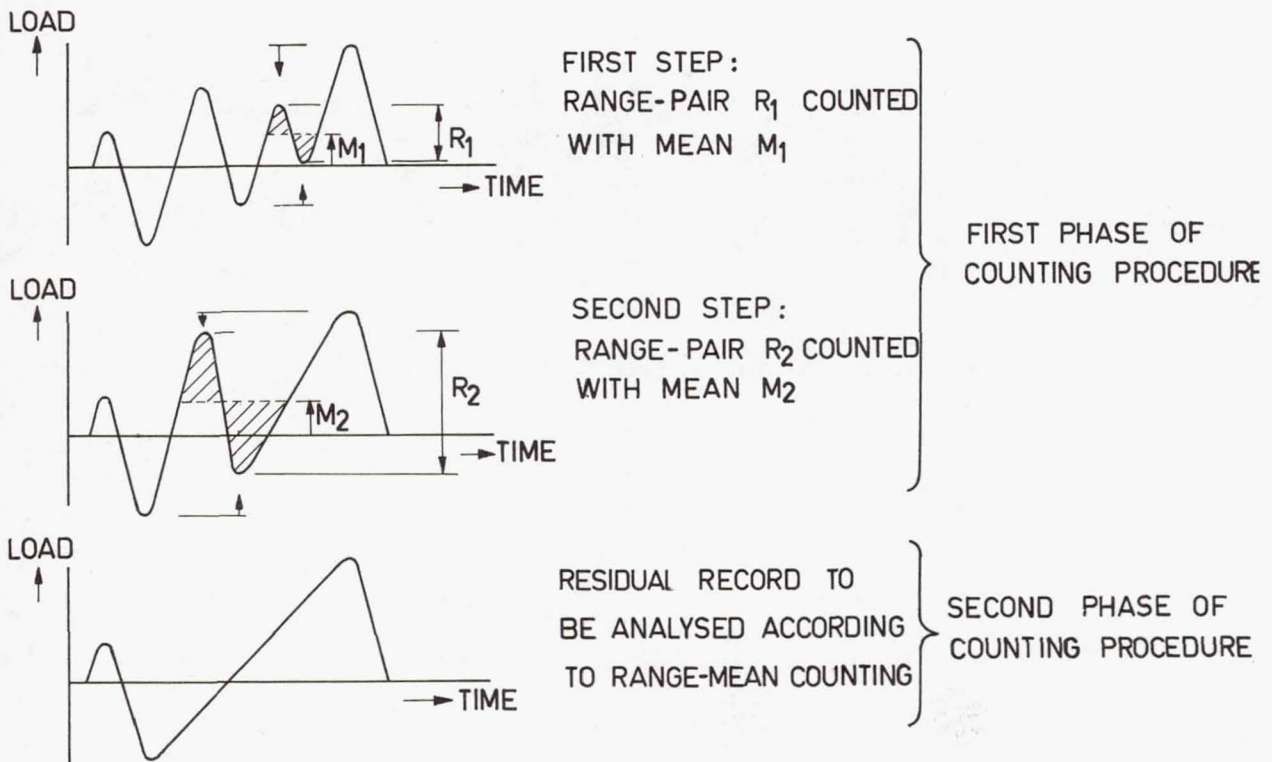 LOAD
FIRST STEP:
RANGE-PAIR R₁ COUNTED
WITH MEAN M₁
M₁
R₁
TIME
FIRST PHASE OF
COUNTING PROCEDURE
LOAD
SECOND STEP:
RANGE-PAIR R₂ COUNTED
WITH MEAN M₂
R₂
M₂
TIME
LOAD
RESIDUAL RECORD TO
BE ANALYSED ACCORDING
TO RANGE-MEAN COUNTING
SECOND PHASE OF
COUNTING PROCEDURE
TIME